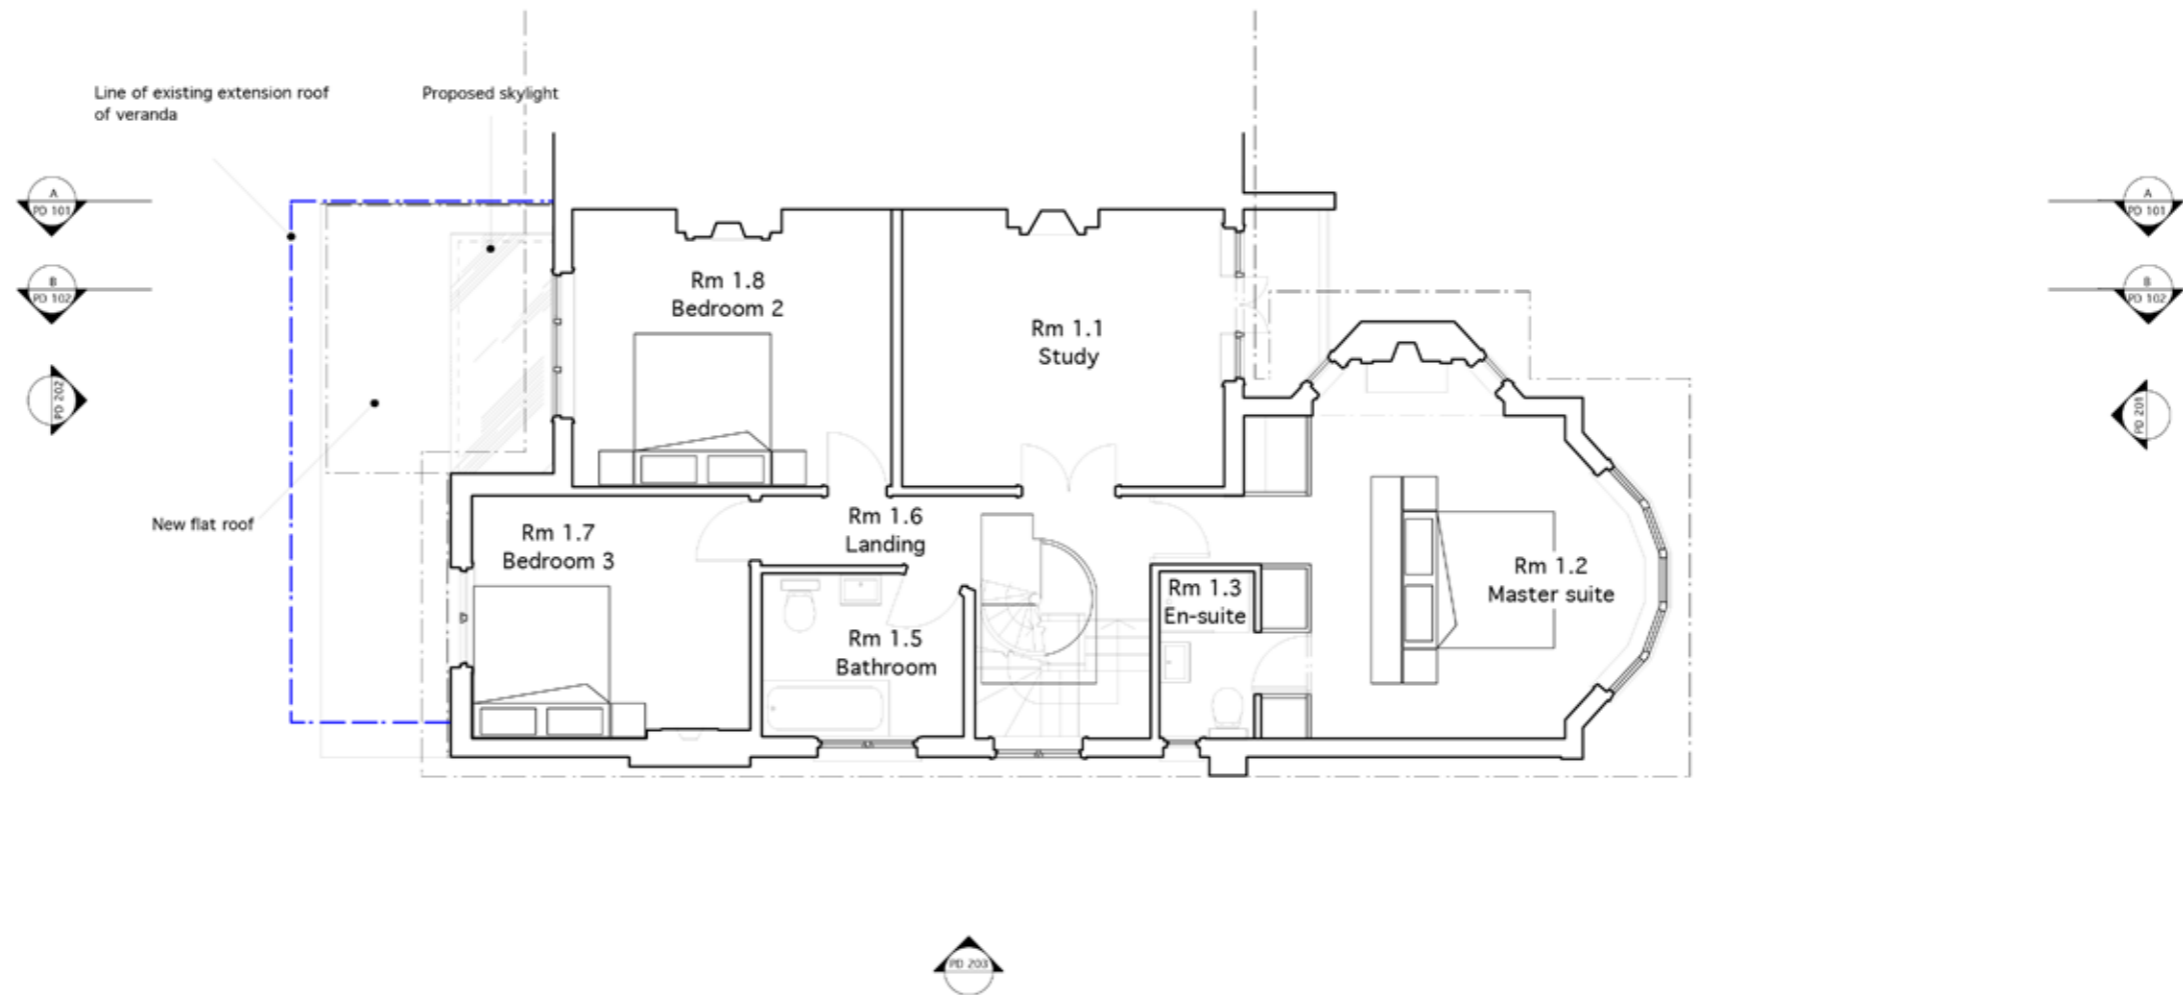 Line of existing extension roof
of veranda
Proposed skylight
A
PD 101
A
PD 101
B
PD 102
B
PD 102
Rm 1.8
Bedroom 2
Rm 1.1
Study
PD 202
PD 201
New flat roof
Rm 1.7
Bedroom 3
Rm 1.6
Landing
Rm 1.2
Master suite
Rm 1.3
En-suite
Rm 1.5
Bathroom
PD 203